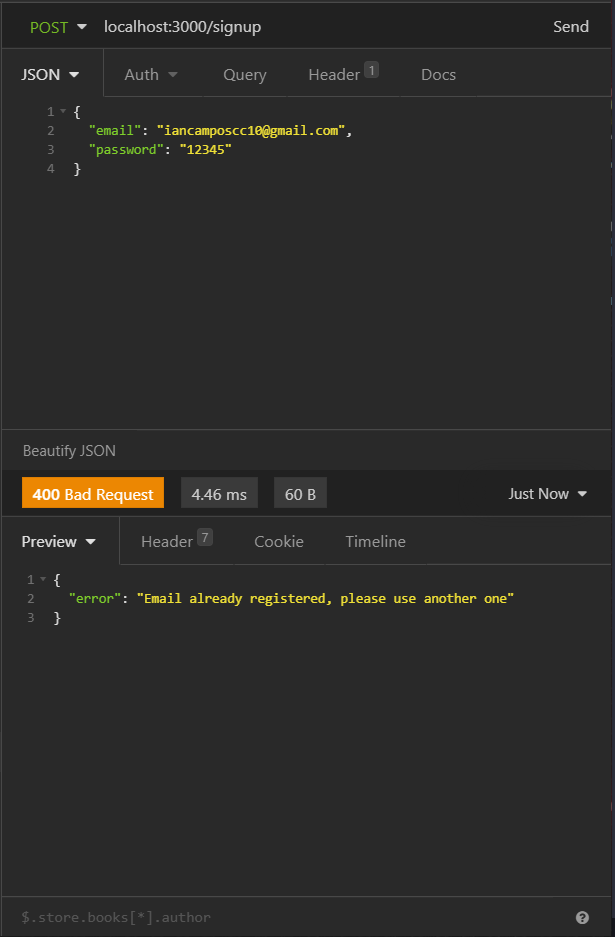 POST localhost:3000/signup Send
JSON Auth Query Header 1 Docs
1 {
2 "email": "iancamposcc10@gmail.com",
3 "password": "12345"
4 }
Beautify JSON
400 Bad Request 4.46 ms 60 B Just Now
Preview Header 7 Cookie Timeline
1 {
2 "error": "Email already registered, please use another one"
3 }
$.store.books[*].author ?